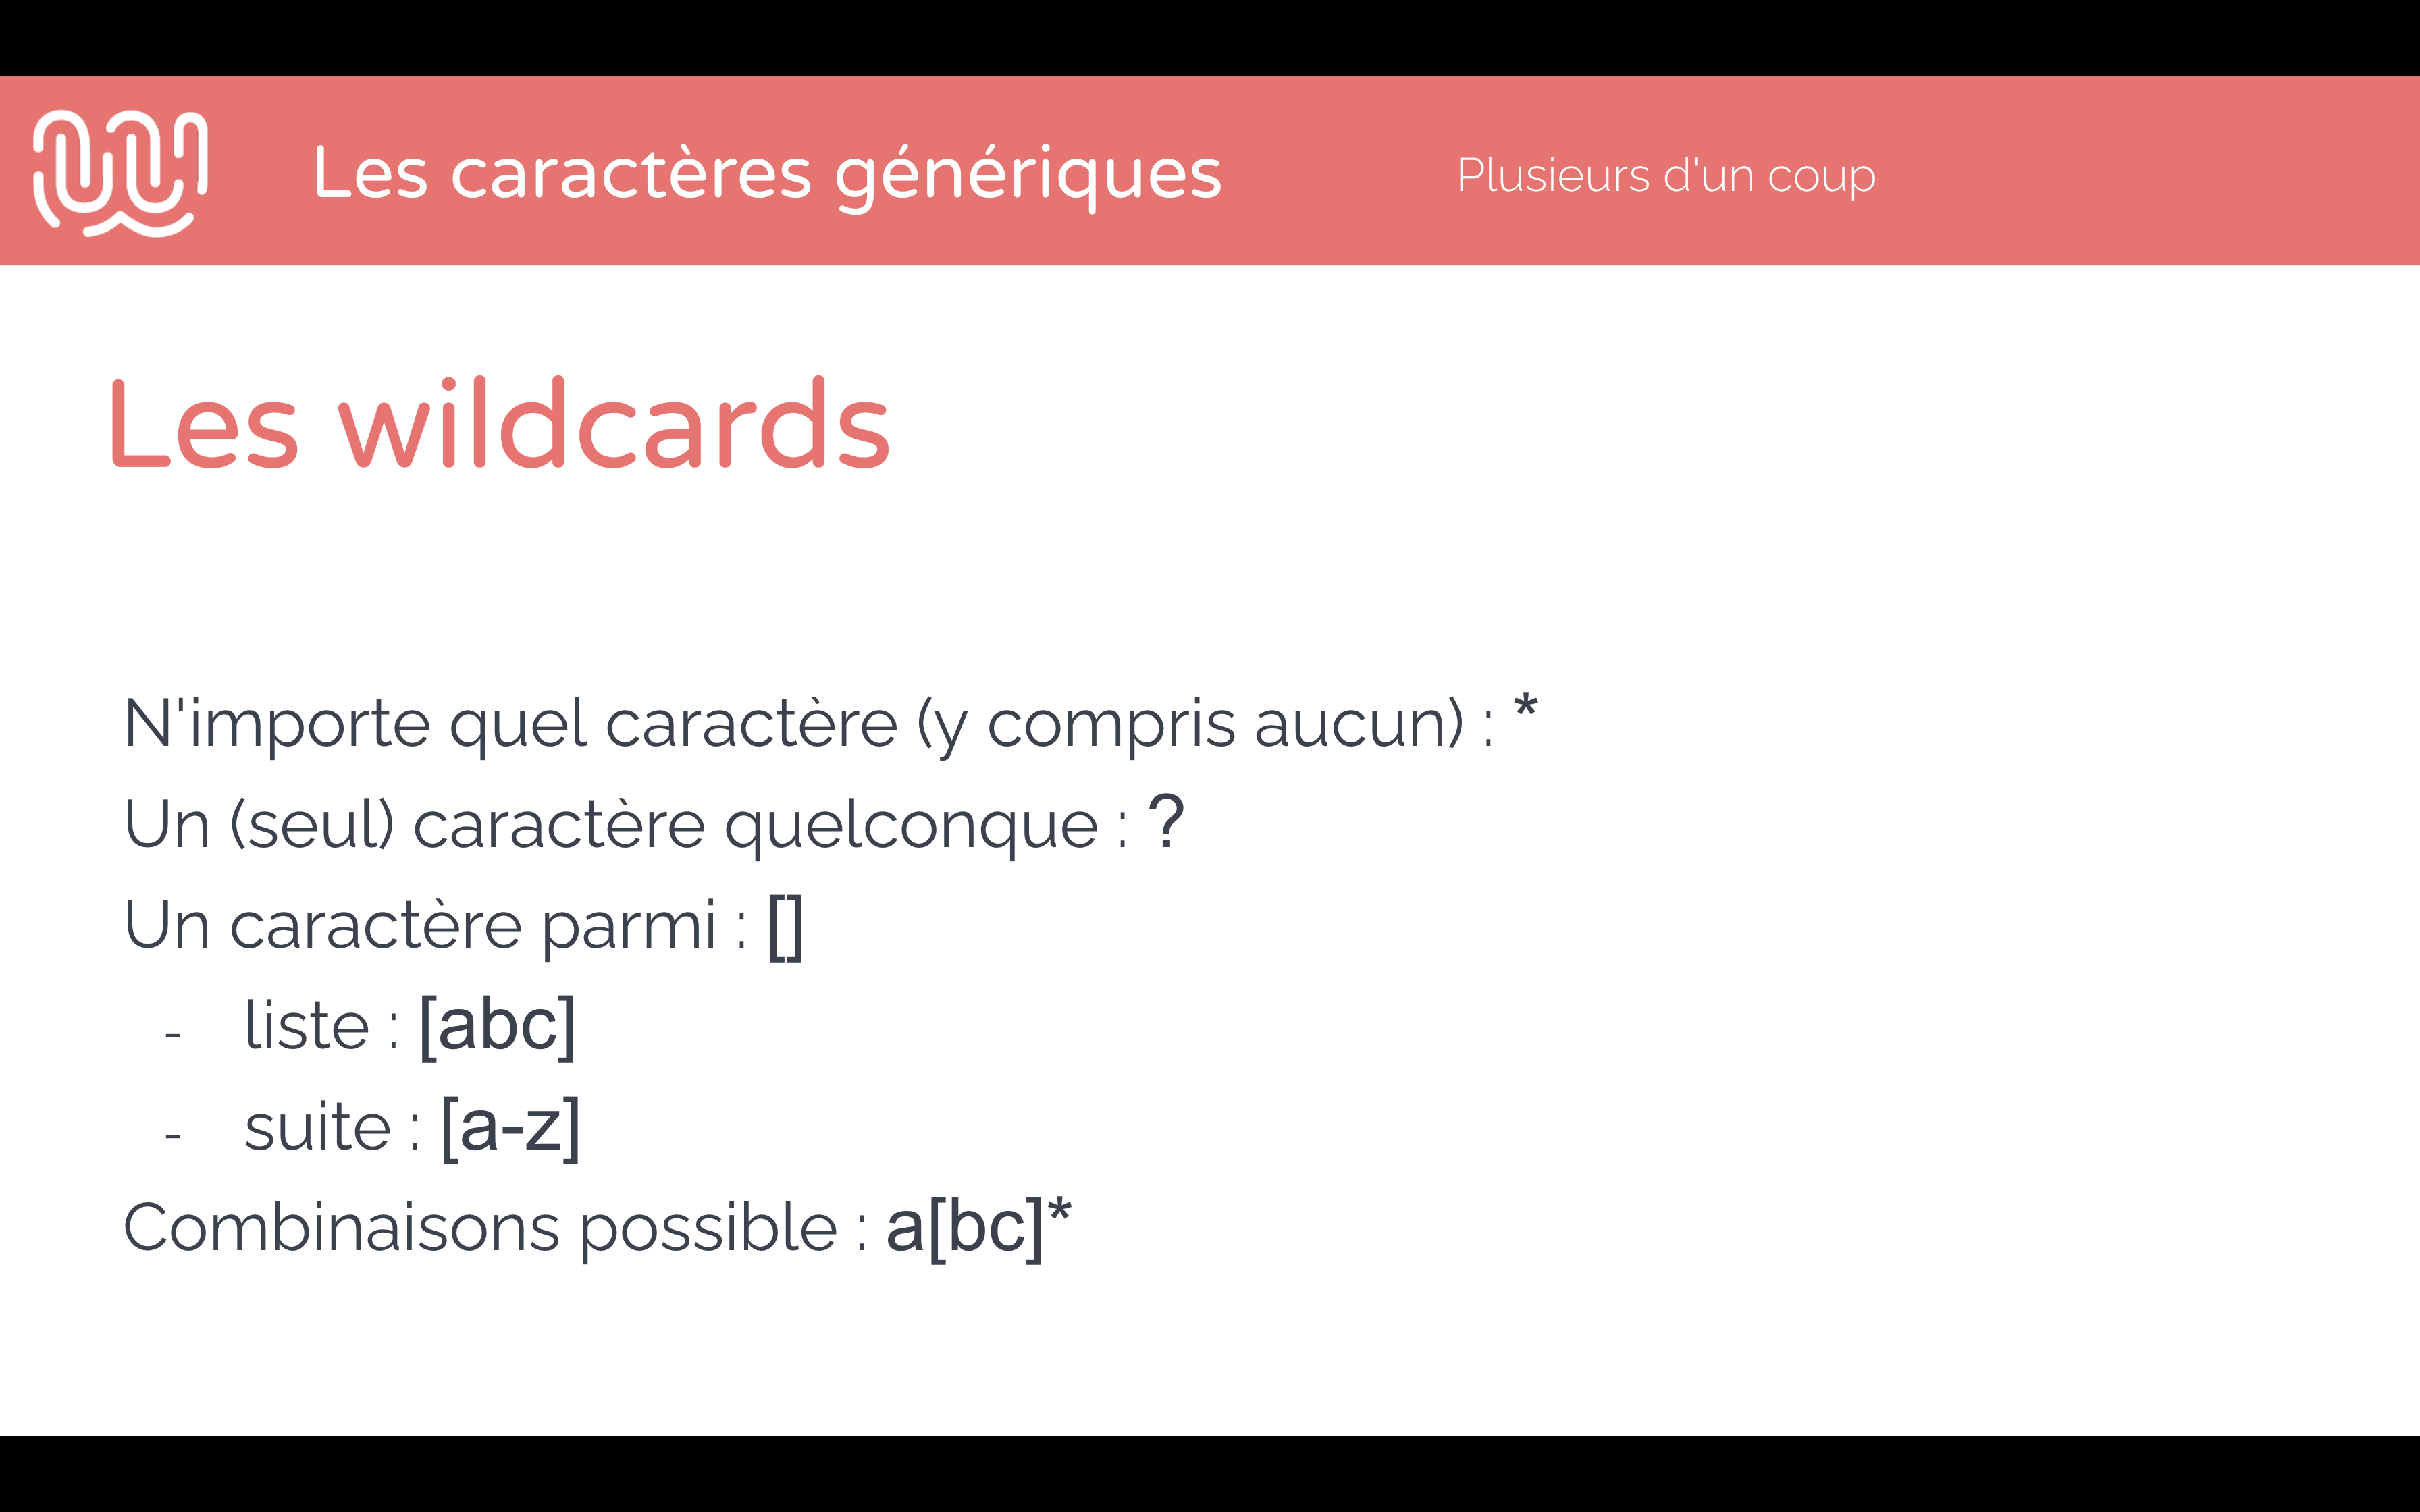 Les caractères génériques
Plusieurs d'un coup
Les wildcards
N'importe quel caractère (y compris aucun) : *
Un (seul) caractère quelconque : ?
Un caractère parmi : []
- liste : [abc]
- suite : [a-z]
Combinaisons possible : a[bc]*